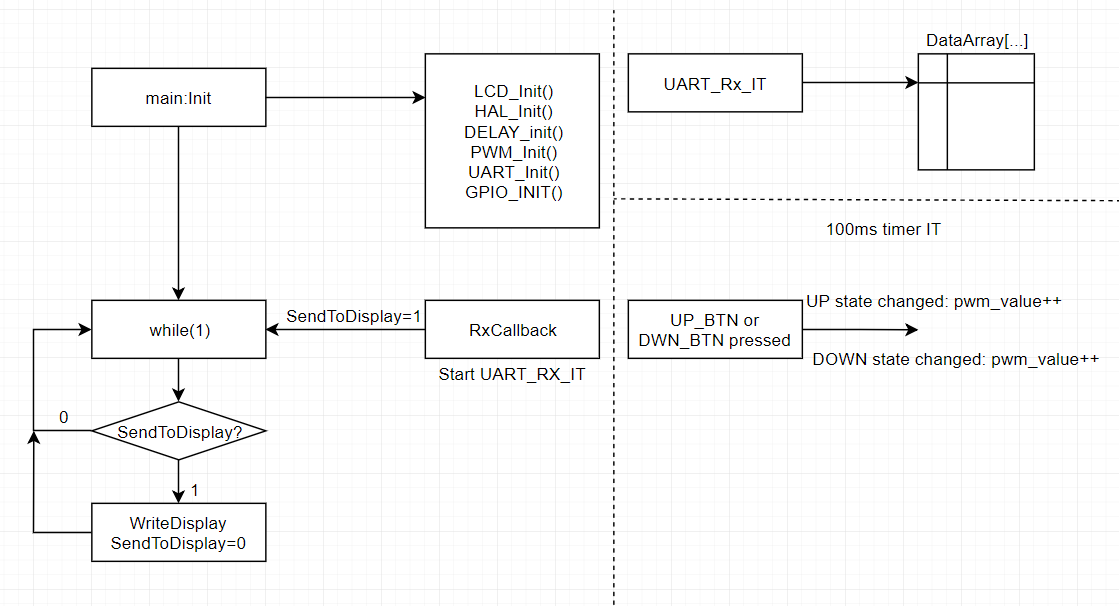 main:Init
LCD_Init()
HAL_Init()
DELAY_init()
PWM_Init()
UART_Init()
GPIO_INIT()
while(1)
SendToDisplay=1
RxCallback
Start UART_RX_IT
0
SendToDisplay?
1
WriteDisplay
SendToDisplay=0
UART_Rx_IT
DataArray[...]
100ms timer IT
UP_BTN or
DWN_BTN pressed
UP state changed: pwm_value++
DOWN state changed: pwm_value++